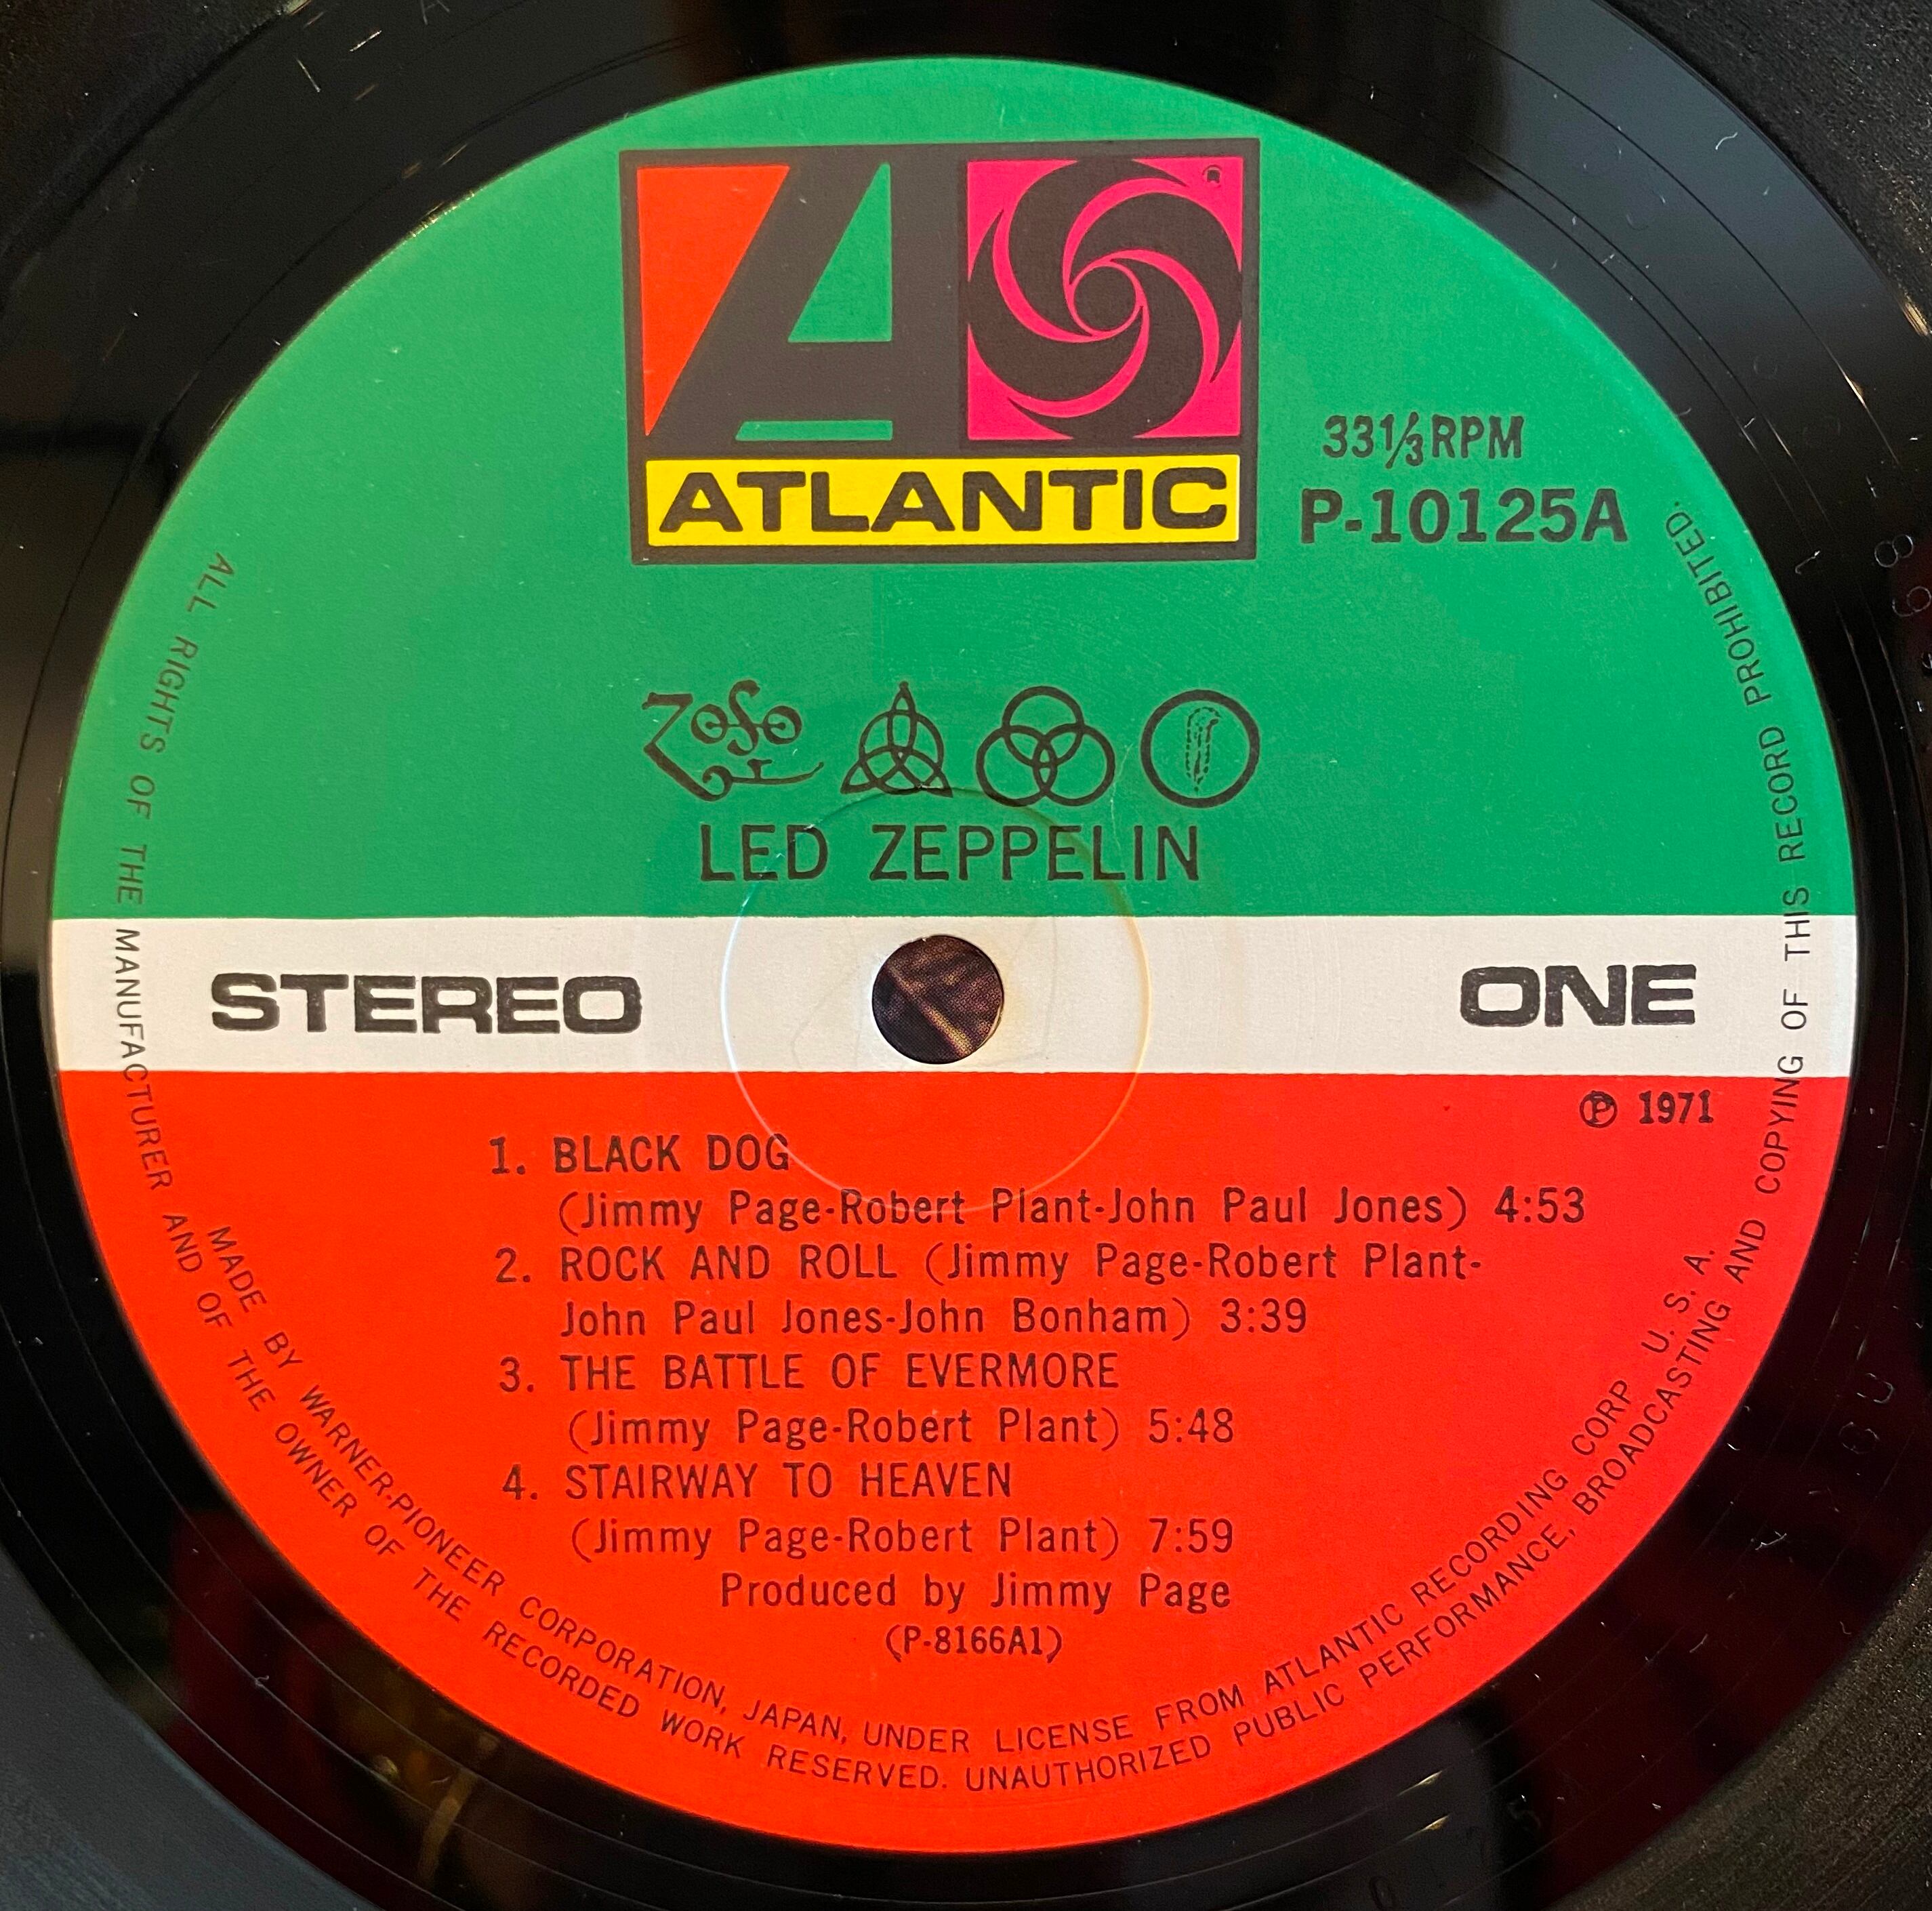 ATLANTIC
33⅓RPM
P-10125A
Zoso
LED ZEPPELIN
STEREO
ONE
℗ 1971
1. BLACK DOG
(Jimmy Page-Robert Plant-John Paul Jones) 4:53
2. ROCK AND ROLL (Jimmy Page-Robert Plant-
John Paul Jones-John Bonham) 3:39
3. THE BATTLE OF EVERMORE
(Jimmy Page-Robert Plant) 5:48
4. STAIRWAY TO HEAVEN
(Jimmy Page-Robert Plant) 7:59
Produced by Jimmy Page
(P-8166A1)
MADE BY WARNER-PIONEER CORPORATION, JAPAN, UNDER LICENSE FROM ATLANTIC RECORDING CORP U. S. A.
ALL RIGHTS OF THE MANUFACTURER AND OF THE OWNER OF THE RECORDED WORK RESERVED. UNAUTHORIZED PUBLIC PERFORMANCE, BROADCASTING AND COPYING OF THIS RECORD PROHIBITED.